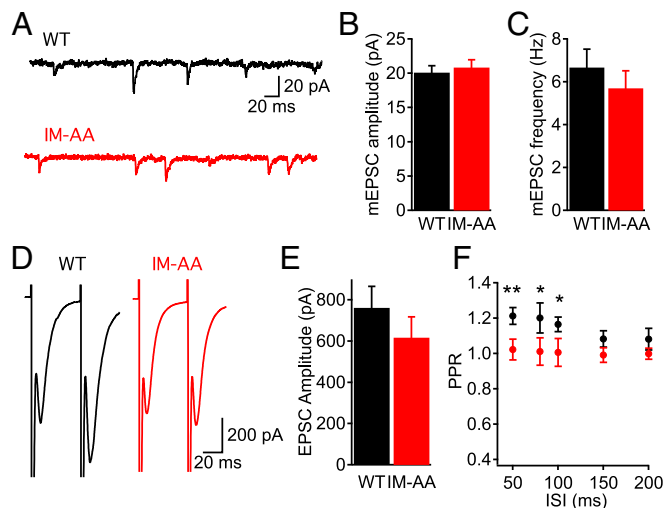 A
WT
20 pA
20 ms
IM-AA
B
mEPSC amplitude (pA)
25
20
15
10
5
0
WT IM-AA
C
mEPSC frequency (Hz)
8
6
4
2
0
WT IM-AA
D
WT
IM-AA
200 pA
20 ms
E
EPSC Amplitude (pA)
800
600
400
200
0
WT IM-AA
F
PPR
1.4
1.2
1.0
0.8
0.6
0.4
** * *
50 100 150 200
ISI (ms)